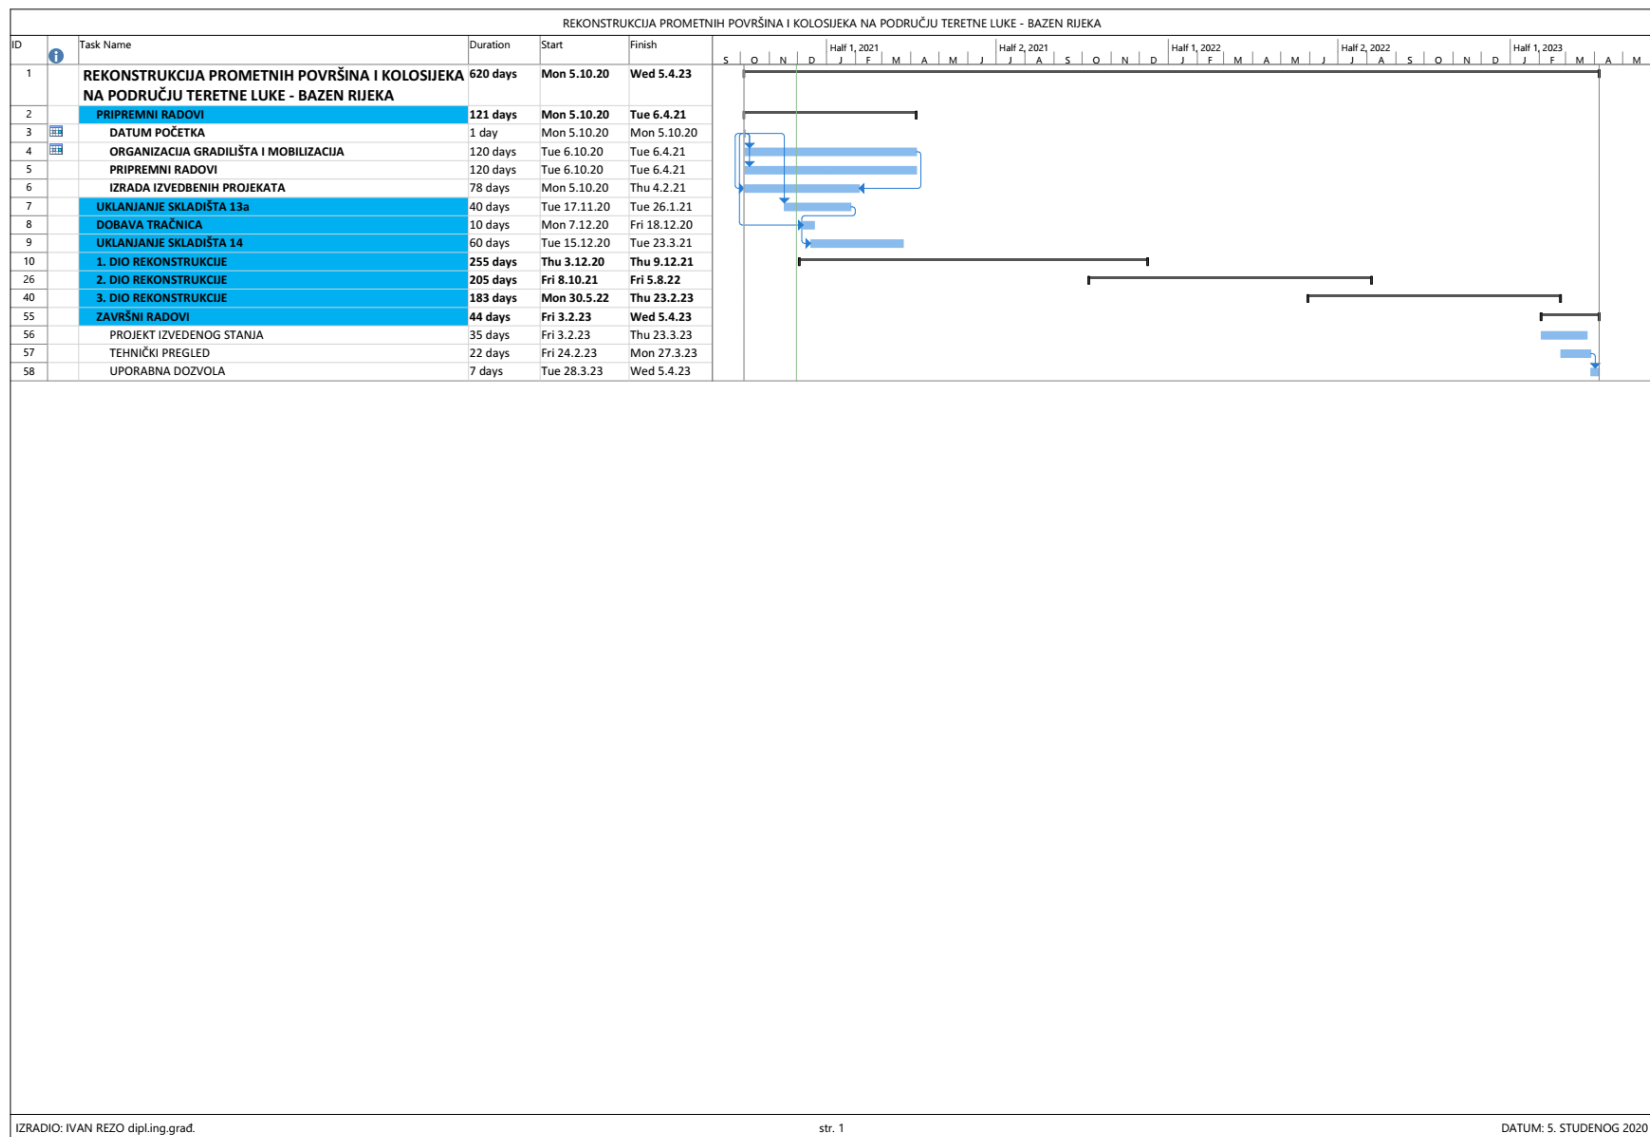 REKONSTRUKCIJA PROMETNIH POVRŠINA I KOLOSIJEKA NA PODRUČJU TERETNE LUKE - BAZEN RIJEKA
ID Task Name Duration Start Finish
Half 1, 2021 Half 2, 2021 Half 1, 2022 Half 2, 2022 Half 1, 2023
S O N D J F M A M J J A S O N D J F M A M J J A S O N D J F M A M
1 REKONSTRUKCIJA PROMETNIH POVRŠINA I KOLOSIJEKA 620 days Mon 5.10.20 Wed 5.4.23
NA PODRUČJU TERETNE LUKE - BAZEN RIJEKA
2 PRIPREMNI RADOVI 121 days Mon 5.10.20 Tue 6.4.21
3 DATUM POČETKA 1 day Mon 5.10.20 Mon 5.10.20
4 ORGANIZACIJA GRADILIŠTA I MOBILIZACIJA 120 days Tue 6.10.20 Tue 6.4.21
5 PRIPREMNI RADOVI 120 days Tue 6.10.20 Tue 6.4.21
6 IZRADA IZVEDBENIH PROJEKATA 78 days Mon 5.10.20 Thu 4.2.21
7 UKLANJANJE SKLADIŠTA 13a 40 days Tue 17.11.20 Tue 26.1.21
8 DOBAVA TRAČNICA 10 days Mon 7.12.20 Fri 18.12.20
9 UKLANJANJE SKLADIŠTA 14 60 days Tue 15.12.20 Tue 23.3.21
10 1. DIO REKONSTRUKCIJE 255 days Thu 3.12.20 Thu 9.12.21
26 2. DIO REKONSTRUKCIJE 205 days Fri 8.10.21 Fri 5.8.22
40 3. DIO REKONSTRUKCIJE 183 days Mon 30.5.22 Thu 23.2.23
55 ZAVRŠNI RADOVI 44 days Fri 3.2.23 Wed 5.4.23
56 PROJEKT IZVEDENOG STANJA 35 days Fri 3.2.23 Thu 23.3.23
57 TEHNIČKI PREGLED 22 days Fri 24.2.23 Mon 27.3.23
58 UPORABNA DOZVOLA 7 days Tue 28.3.23 Wed 5.4.23
IZRADIO: IVAN REZO dipl.ing.građ. str. 1 DATUM: 5. STUDENOG 2020